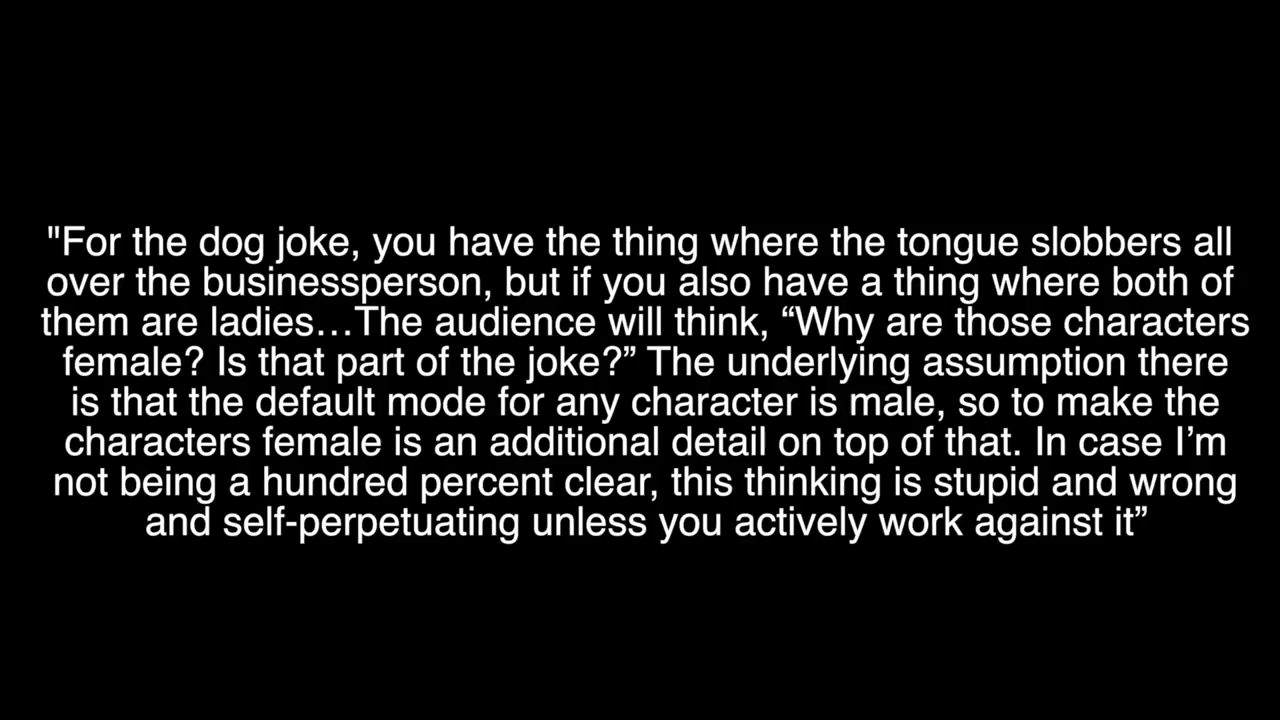 "For the dog joke, you have the thing where the tongue slobbers all
over the businessperson, but if you also have a thing where both of
them are ladies…The audience will think, “Why are those characters
female? Is that part of the joke?” The underlying assumption there
is that the default mode for any character is male, so to make the
characters female is an additional detail on top of that. In case I’m
not being a hundred percent clear, this thinking is stupid and wrong
and self-perpetuating unless you actively work against it”